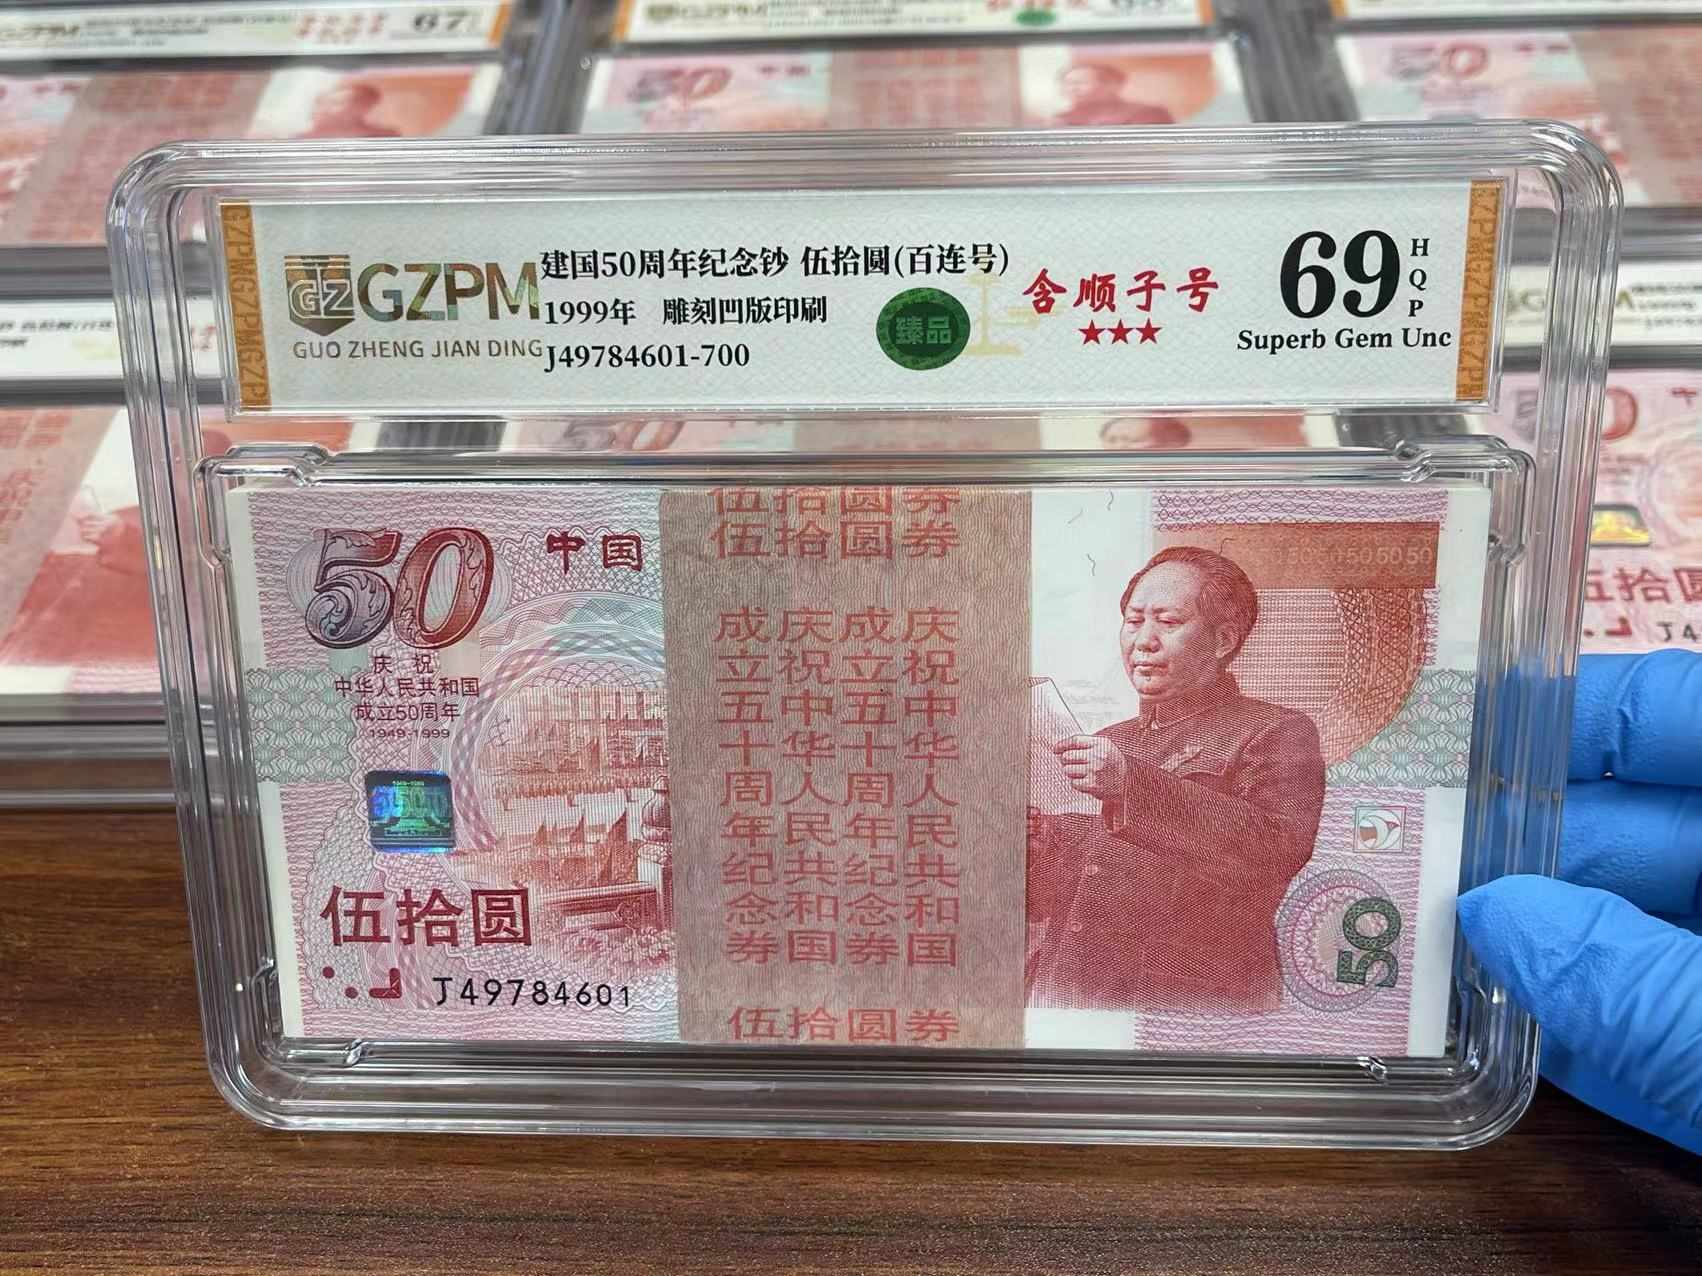 67
GZPM
建国50周年纪念钞 伍拾圆(百连号)
1999年 雕刻凹版印刷
GUO ZHENG JIAN DING
J49784601-700
臻品
含顺子号
★★★
69
HQP
Superb Gem Unc
50 中国
庆 祝
中华人民共和国
成立50周年
1949-1999
伍拾圆
J49784601
伍拾圆券
伍拾圆券
庆祝中华人民共和国
成立五十周年纪念券
庆祝中华人民共和国
成立五十周年纪念券
伍拾圆券
50